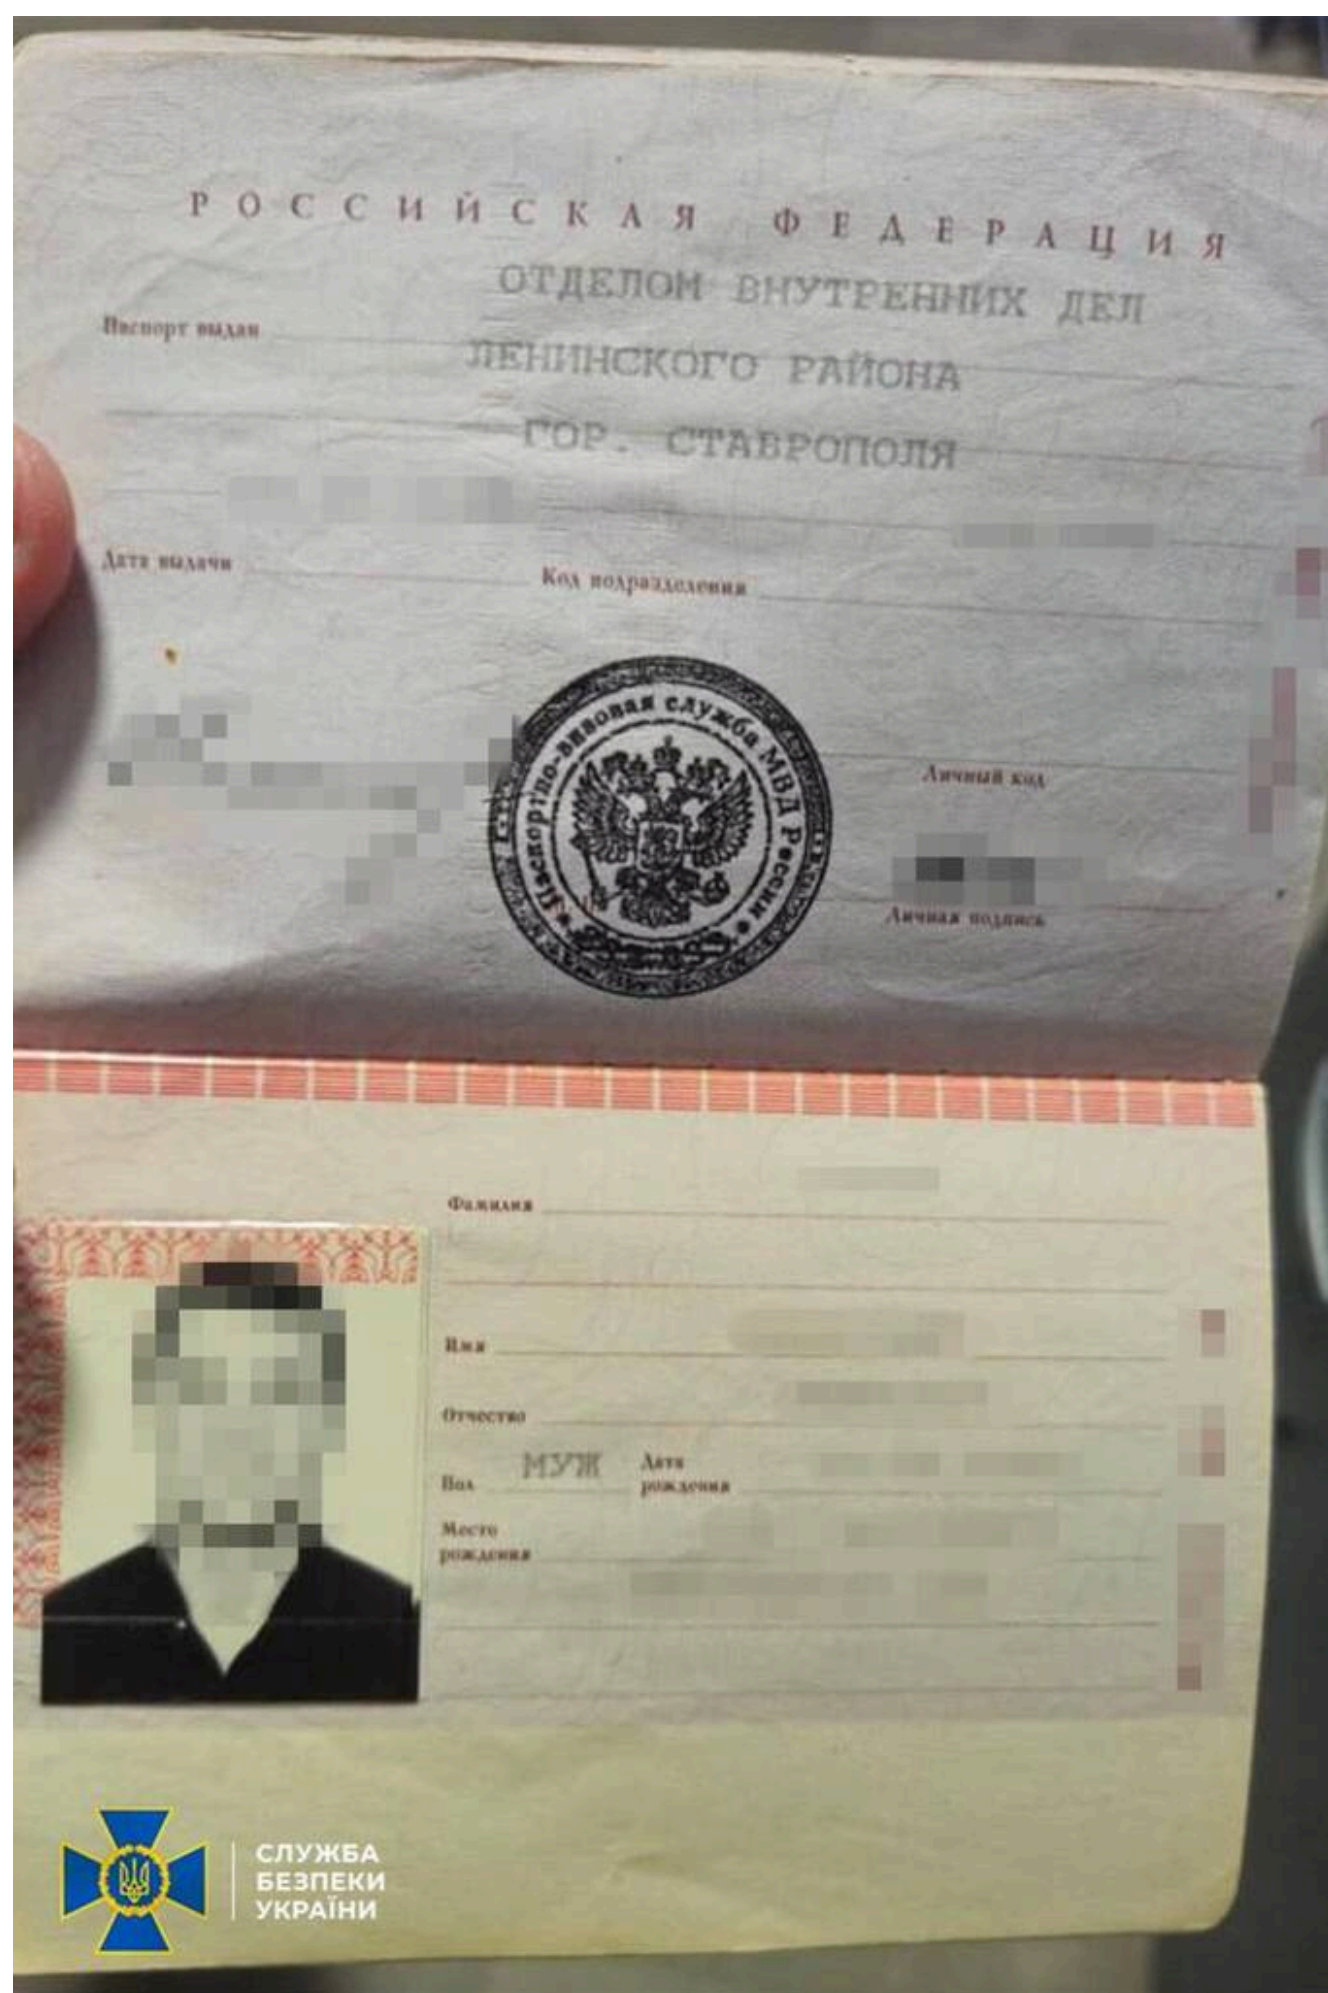 РОССИЙСКАЯ ФЕДЕРАЦИЯ
Паспорт выдан ОТДЕЛОМ ВНУТРЕННИХ ДЕЛ
ЛЕНИНСКОГО РАЙОНА
ГОР. СТАВРОПОЛЯ
Дата выдачи Код подразделения
Паспортно-визовая служба МВД России
Личный код
Личная подпись
Фамилия
Имя
Отчество
Пол МУЖ Дата рождения
Место рождения
СЛУЖБА
БЕЗПЕКИ
УКРАЇНИ